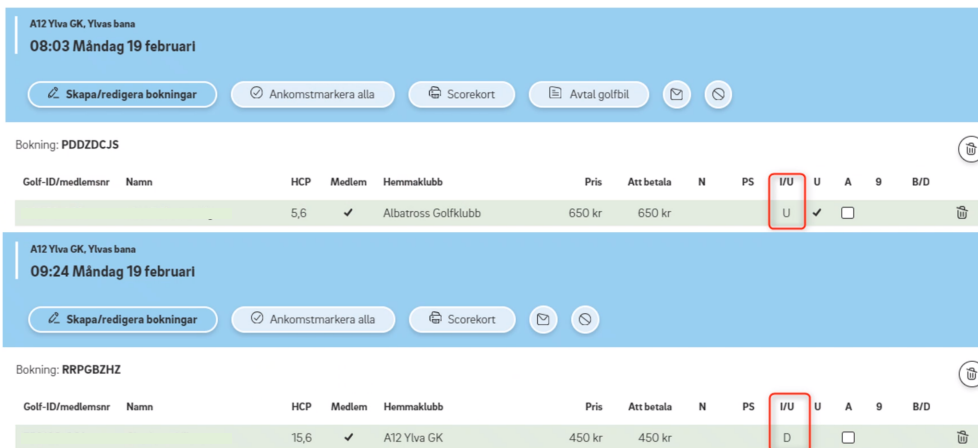 A12 Ylva GK, Ylvas bana
08:03 Måndag 19 februari
Skapa/redigera bokningar Ankomstmarkera alla Scorekort Avtal golfbil
Bokning: PDDZDCJS
Golf-ID/medlemsnr Namn HCP Medlem Hemmaklubb Pris Att betala N PS I/U U A 9 B/D
5,6 ✔ Albatross Golfklubb 650 kr 650 kr U ✔
A12 Ylva GK, Ylvas bana
09:24 Måndag 19 februari
Skapa/redigera bokningar Ankomstmarkera alla Scorekort
Bokning: RRPGBZHZ
Golf-ID/medlemsnr Namn HCP Medlem Hemmaklubb Pris Att betala N PS I/U U A 9 B/D
15,6 ✔ A12 Ylva GK 450 kr 450 kr D